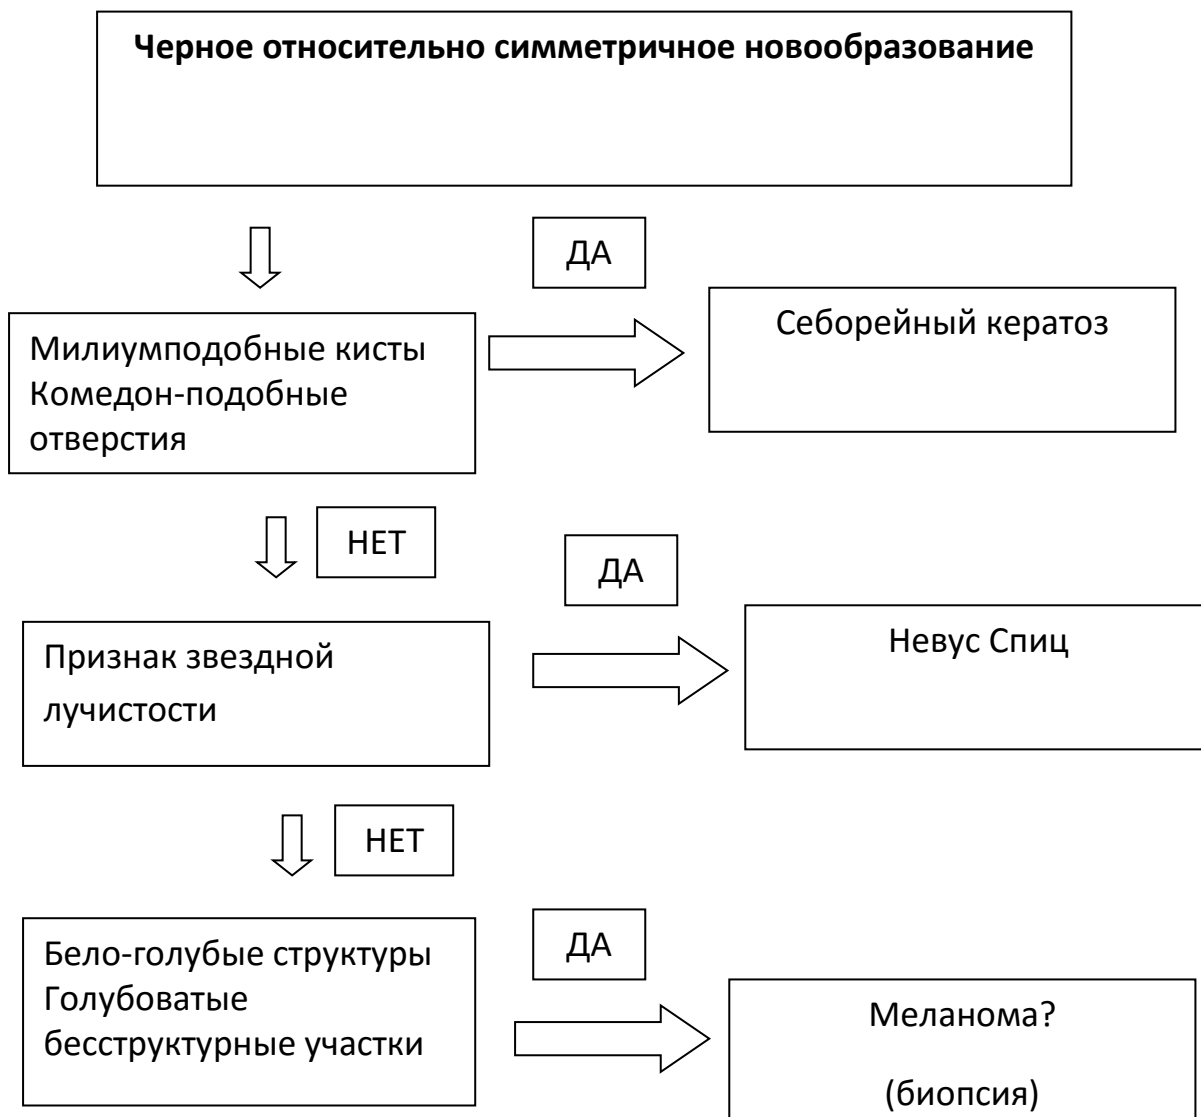 Черное относительно симметричное новообразование
ДА
Милиумподобные кисты
Комедон-подобные
отверстия
Себорейный кератоз
НЕТ
ДА
Признак звездной
лучистости
Невус Спиц
НЕТ
ДА
Бело-голубые структуры
Голубоватые
бесструктурные участки
Меланома?
(биопсия)